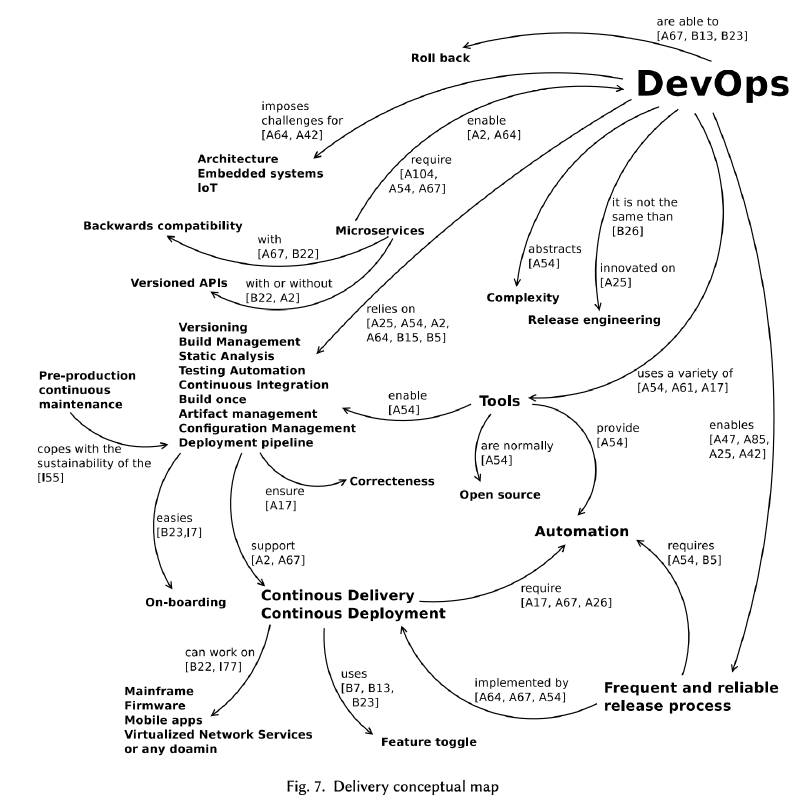 are able to
[A67, B13, B23]
Roll back
DevOps
imposes
challenges for
[A64, A42]
enable
[A2, A64]
Architecture
Embedded systems
IoT
require
[A104,
A54, A67]
it is not the
same than
[B26]
Backwards compatibility
Microservices
with
[A67, B22]
abstracts
[A54]
innovated on
[A25]
Versioned APIs
with or without
[B22, A2]
Complexity
Release engineering
relies on
[A25, A54, A2,
A64, B15, B5]
Versioning
Build Management
Static Analysis
Testing Automation
Continuous Integration
Build once
Artifact management
Configuration Management
Deployment pipeline
Pre-production
continuous
maintenance
uses a variety of
[A54, A61, A17]
enable
[A54]
Tools
copes with the
sustainability of the
[I55]
are normally
[A54]
provide
[A54]
enables
[A47, A85,
A25, A42]
ensure
[A17]
Correcteness
Open source
easies
[B23,I7]
Automation
support
[A2, A67]
requires
[A54, B5]
On-boarding
Continous Delivery
Continous Deployment
require
[A17, A67, A26]
can work on
[B22, I77]
uses
[B7, B13,
B23]
implemented by
[A64, A67, A54]
Frequent and reliable
release process
Mainframe
Firmware
Mobile apps
Virtualized Network Services
or any doamin
Feature toggle
Fig. 7. Delivery conceptual map